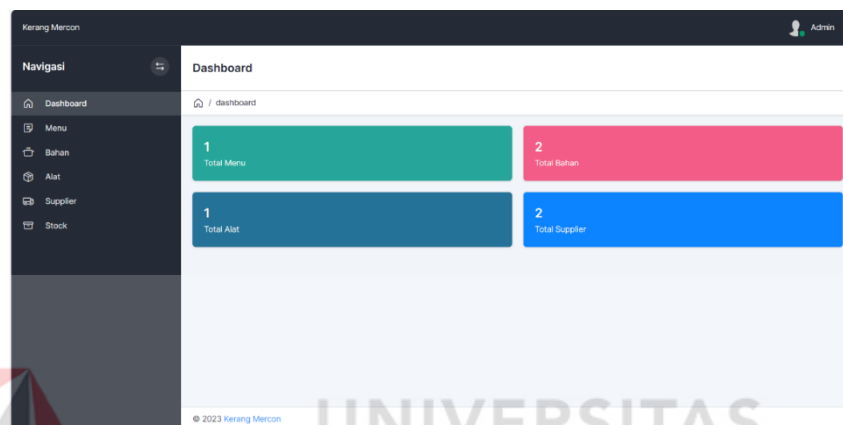 Kerang Mercon
Admin
Navigasi
Dashboard
Menu
Bahan
Alat
Supplier
Stock
Dashboard
/ dashboard
1
Total Menu
2
Total Bahan
1
Total Alat
2
Total Supplier
© 2023 Kerang Mercon
UNIVERSITAS